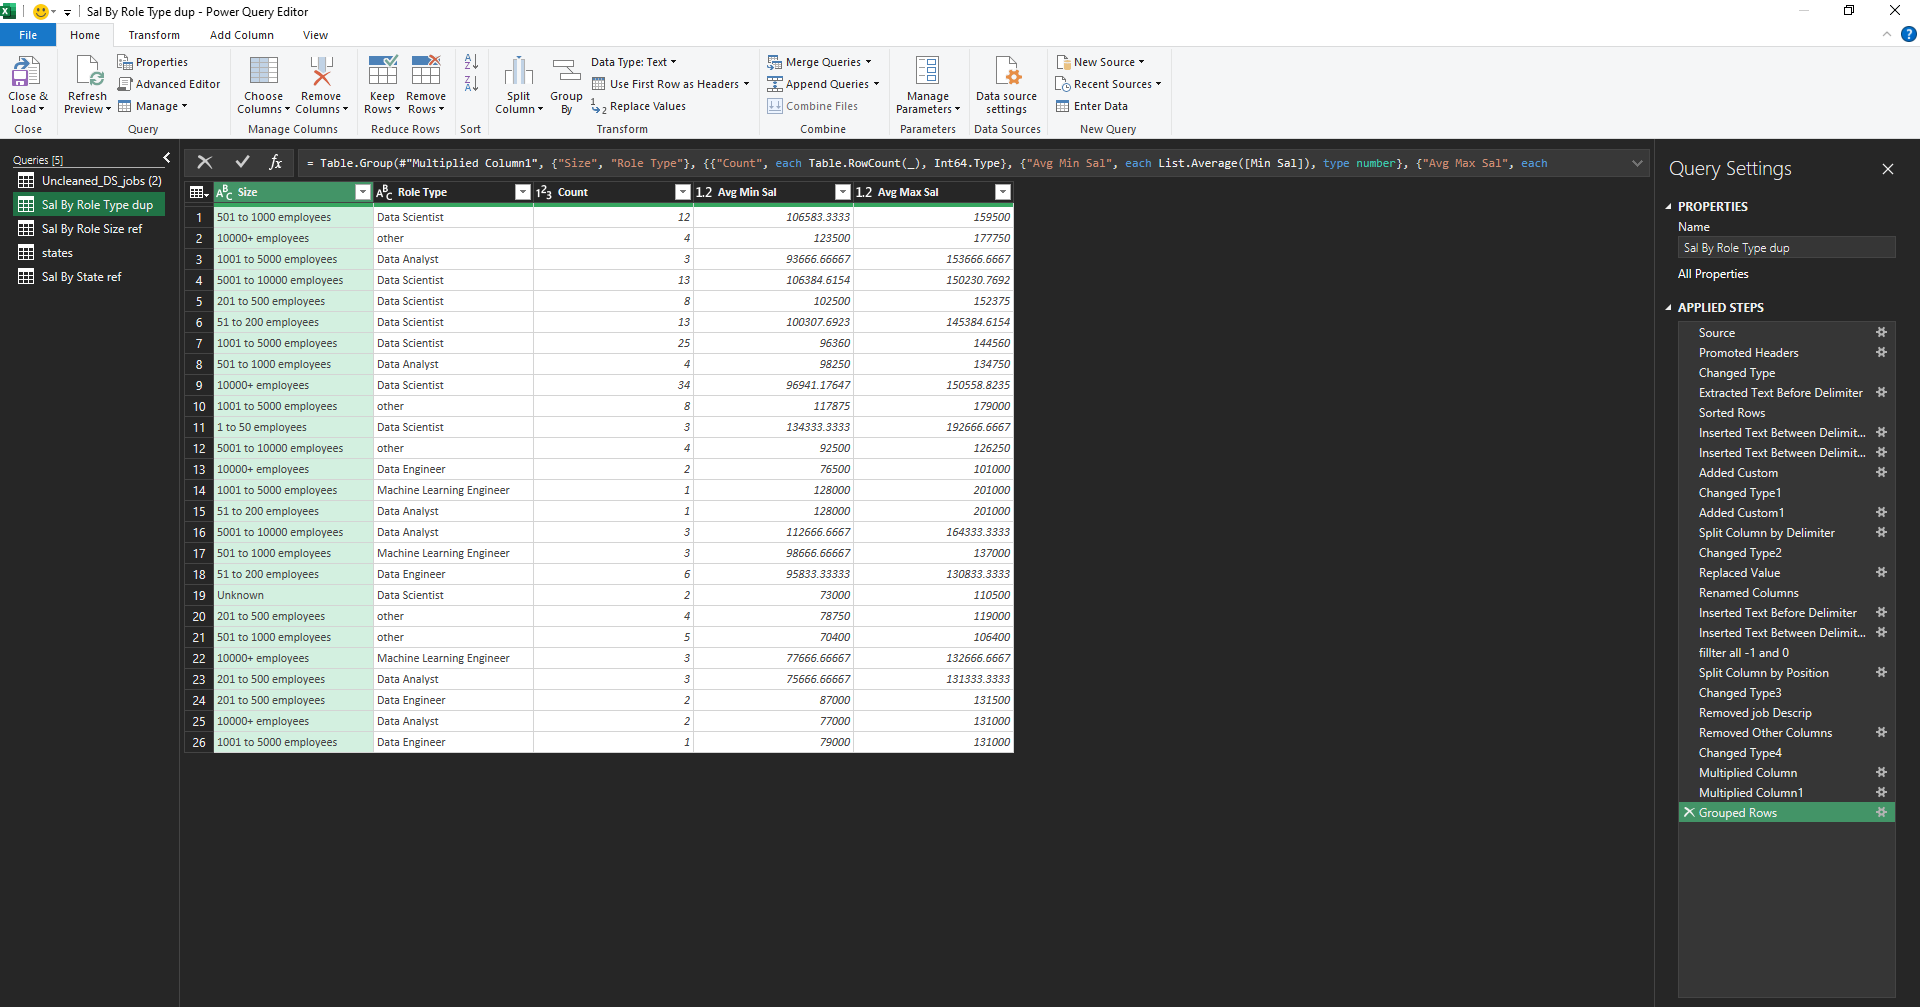 Sal By Role Type dup - Power Query Editor
File Home Transform Add Column View
Close & Load
Close
Refresh Preview
Properties
Advanced Editor
Manage
Query
Choose Columns
Remove Columns
Manage Columns
Keep Rows
Remove Rows
Reduce Rows
Sort
Split Column
Group By
Data Type: Text
Use First Row as Headers
Replace Values
Transform
Merge Queries
Append Queries
Combine Files
Combine
Manage Parameters
Parameters
Data source settings
Data Sources
New Source
Recent Sources
Enter Data
New Query
Queries [5]
Uncleaned_DS_jobs (2)
Sal By Role Type dup
Sal By Role Size ref
states
Sal By State ref
= Table.Group(#"Multiplied Column1", {"Size", "Role Type"}, {{"Count", each Table.RowCount(_), Int64.Type}, {"Avg Min Sal", each List.Average([Min Sal]), type number}, {"Avg Max Sal", each
Size Role Type Count Avg Min Sal Avg Max Sal
1 501 to 1000 employees Data Scientist 12 106583.3333 159500
2 10000+ employees other 4 123500 177750
3 1001 to 5000 employees Data Analyst 3 93666.66667 153666.6667
4 5001 to 10000 employees Data Scientist 13 106384.6154 150230.7692
5 201 to 500 employees Data Scientist 8 102500 152375
6 51 to 200 employees Data Scientist 13 100307.6923 145384.6154
7 1001 to 5000 employees Data Scientist 25 96360 144560
8 501 to 1000 employees Data Analyst 4 98250 134750
9 10000+ employees Data Scientist 34 96941.17647 150558.8235
10 1001 to 5000 employees other 8 117875 179000
11 1 to 50 employees Data Scientist 3 134333.3333 192666.6667
12 5001 to 10000 employees other 4 92500 126250
13 10000+ employees Data Engineer 2 76500 101000
14 1001 to 5000 employees Machine Learning Engineer 1 128000 201000
15 51 to 200 employees Data Analyst 1 128000 201000
16 5001 to 10000 employees Data Analyst 3 112666.6667 164333.3333
17 501 to 1000 employees Machine Learning Engineer 3 98666.66667 137000
18 51 to 200 employees Data Engineer 6 95833.33333 130833.3333
19 Unknown Data Scientist 2 73000 110500
20 201 to 500 employees other 4 78750 119000
21 501 to 1000 employees other 5 70400 106400
22 10000+ employees Machine Learning Engineer 3 77666.66667 132666.6667
23 201 to 500 employees Data Analyst 3 75666.66667 131333.3333
24 201 to 500 employees Data Engineer 2 87000 131500
25 10000+ employees Data Analyst 2 77000 131000
26 1001 to 5000 employees Data Engineer 1 79000 131000
Query Settings
PROPERTIES
Name
Sal By Role Type dup
All Properties
APPLIED STEPS
Source
Promoted Headers
Changed Type
Extracted Text Before Delimiter
Sorted Rows
Inserted Text Between Delimit...
Inserted Text Between Delimit...
Added Custom
Changed Type1
Added Custom1
Split Column by Delimiter
Changed Type2
Replaced Value
Renamed Columns
Inserted Text Before Delimiter
Inserted Text Between Delimit...
fillter all -1 and 0
Split Column by Position
Changed Type3
Removed job Descrip
Removed Other Columns
Changed Type4
Multiplied Column
Multiplied Column1
Grouped Rows